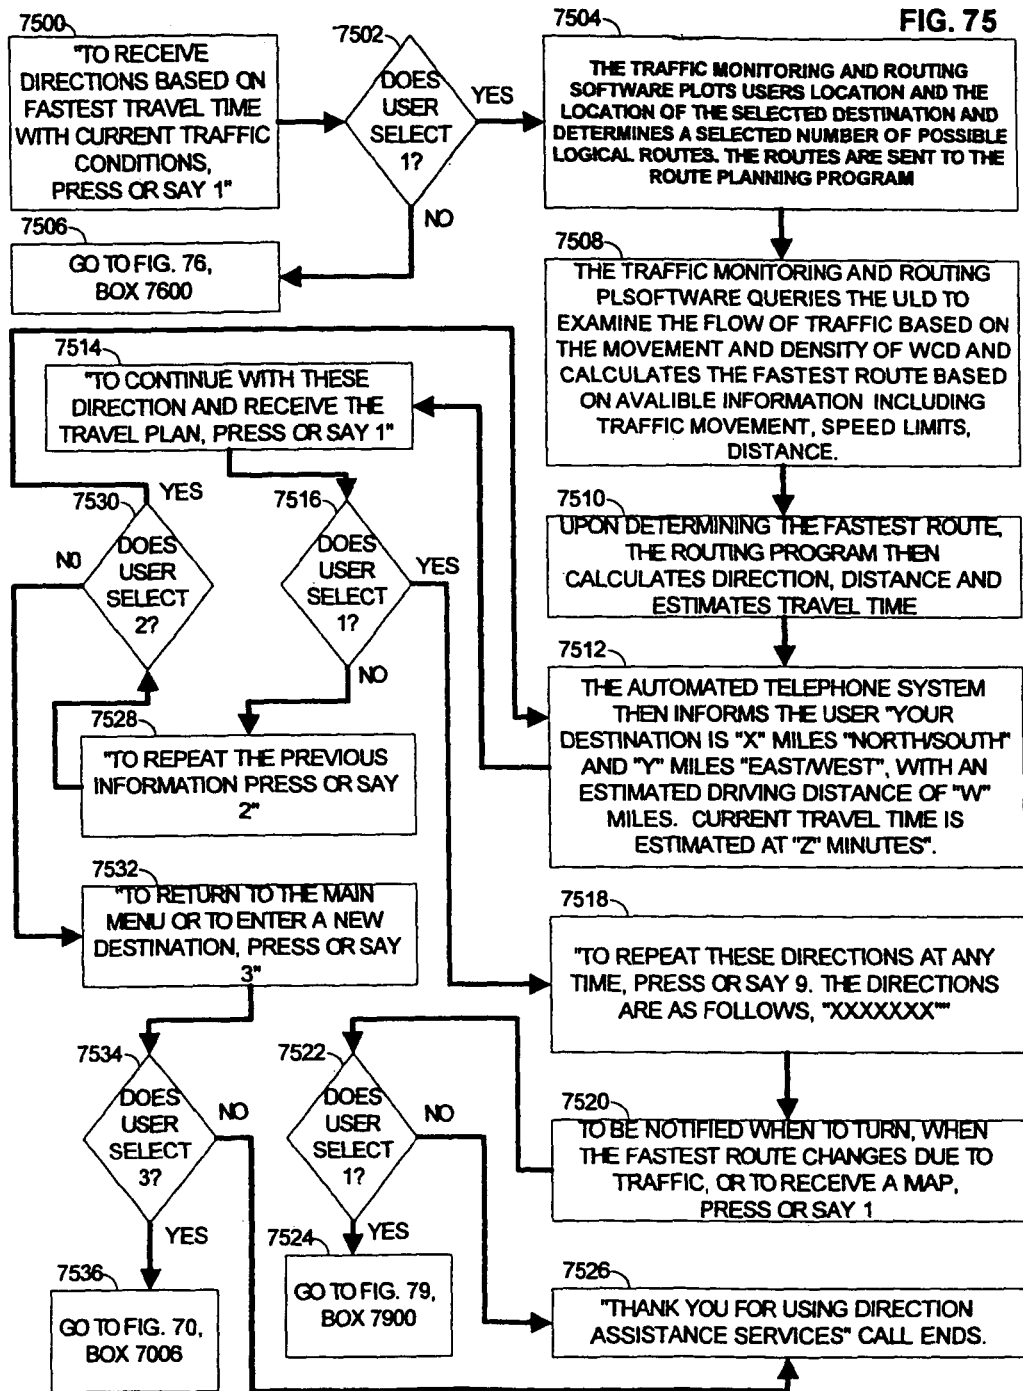 FIG. 75
7500
"TO RECEIVE
DIRECTIONS BASED ON
FASTEST TRAVEL TIME
WITH CURRENT TRAFFIC
CONDITIONS,
PRESS OR SAY 1"
7502
DOES
USER
SELECT
1?
YES
NO
7504
THE TRAFFIC MONITORING AND ROUTING
SOFTWARE PLOTS USERS LOCATION AND THE
LOCATION OF THE SELECTED DESTINATION AND
DETERMINES A SELECTED NUMBER OF POSSIBLE
LOGICAL ROUTES. THE ROUTES ARE SENT TO THE
ROUTE PLANNING PROGRAM
7506
GO TO FIG. 76,
BOX 7600
7508
THE TRAFFIC MONITORING AND ROUTING
PLSOFTWARE QUERIES THE ULD TO
EXAMINE THE FLOW OF TRAFFIC BASED ON
THE MOVEMENT AND DENSITY OF WCD AND
CALCULATES THE FASTEST ROUTE BASED
ON AVALIBLE INFORMATION INCLUDING
TRAFFIC MOVEMENT, SPEED LIMITS,
DISTANCE.
7510
UPON DETERMINING THE FASTEST ROUTE,
THE ROUTING PROGRAM THEN
CALCULATES DIRECTION, DISTANCE AND
ESTIMATES TRAVEL TIME
7512
THE AUTOMATED TELEPHONE SYSTEM
THEN INFORMS THE USER "YOUR
DESTINATION IS "X" MILES "NORTH/SOUTH"
AND "Y" MILES "EAST/WEST", WITH AN
ESTIMATED DRIVING DISTANCE OF "W"
MILES. CURRENT TRAVEL TIME IS
ESTIMATED AT "Z" MINUTES".
7514
"TO CONTINUE WITH THESE
DIRECTION AND RECEIVE THE
TRAVEL PLAN, PRESS OR SAY 1"
7516
DOES
USER
SELECT
1?
YES
NO
7530
DOES
USER
SELECT
2?
YES
NO
7528
"TO REPEAT THE PREVIOUS
INFORMATION PRESS OR SAY
2"
7532
"TO RETURN TO THE MAIN
MENU OR TO ENTER A NEW
DESTINATION, PRESS OR SAY
3"
7518
"TO REPEAT THESE DIRECTIONS AT ANY
TIME, PRESS OR SAY 9. THE DIRECTIONS
ARE AS FOLLOWS, "XXXXXXX""
7520
TO BE NOTIFIED WHEN TO TURN, WHEN
THE FASTEST ROUTE CHANGES DUE TO
TRAFFIC, OR TO RECEIVE A MAP,
PRESS OR SAY 1
7534
DOES
USER
SELECT
3?
NO
YES
7522
DOES
USER
SELECT
1?
NO
YES
7536
GO TO FIG. 70,
BOX 7006
7524
GO TO FIG. 79,
BOX 7900
7526
"THANK YOU FOR USING DIRECTION
ASSISTANCE SERVICES" CALL ENDS.